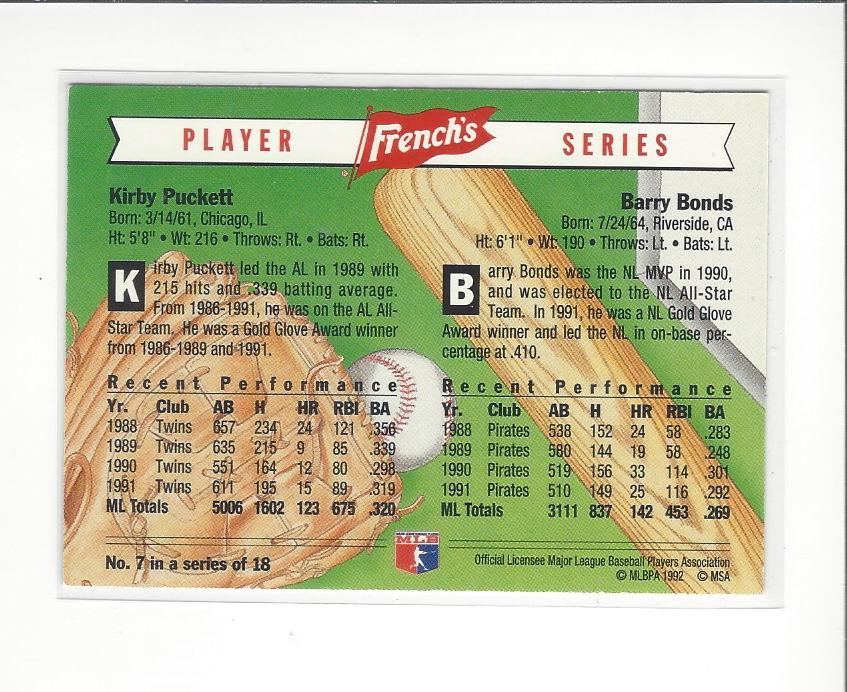 PLAYER French's SERIES
®
Kirby Puckett
Born: 3/14/61, Chicago, IL
Ht: 5'8" • Wt: 216 • Throws: Rt. • Bats: Rt.
Kirby Puckett led the AL in 1989 with
215 hits and .339 batting average.
From 1986-1991, he was on the AL All-
Star Team. He was a Gold Glove Award winner
from 1986-1989 and 1991.
Recent Performance
Yr. Club AB H HR RBI BA
1988 Twins 657 234 24 121 .356
1989 Twins 635 215 9 85 .339
1990 Twins 551 164 12 80 .298
1991 Twins 611 195 15 89 .319
ML Totals 5006 1602 123 675 .320
Barry Bonds
Born: 7/24/64, Riverside, CA
Ht: 6'1" • Wt: 190 • Throws: Lt. • Bats: Lt.
Barry Bonds was the NL MVP in 1990,
and was elected to the NL All-Star
Team. In 1991, he was a NL Gold Glove
Award winner and led the NL in on-base per-
centage at .410.
Recent Performance
Yr. Club AB H HR RBI BA
1988 Pirates 538 152 24 58 .283
1989 Pirates 580 144 19 58 .248
1990 Pirates 519 156 33 114 .301
1991 Pirates 510 149 25 116 .292
ML Totals 3111 837 142 453 .269
No. 7 in a series of 18
MLB
Official Licensee Major League Baseball Players Association
© MLBPA 1992 © MSA